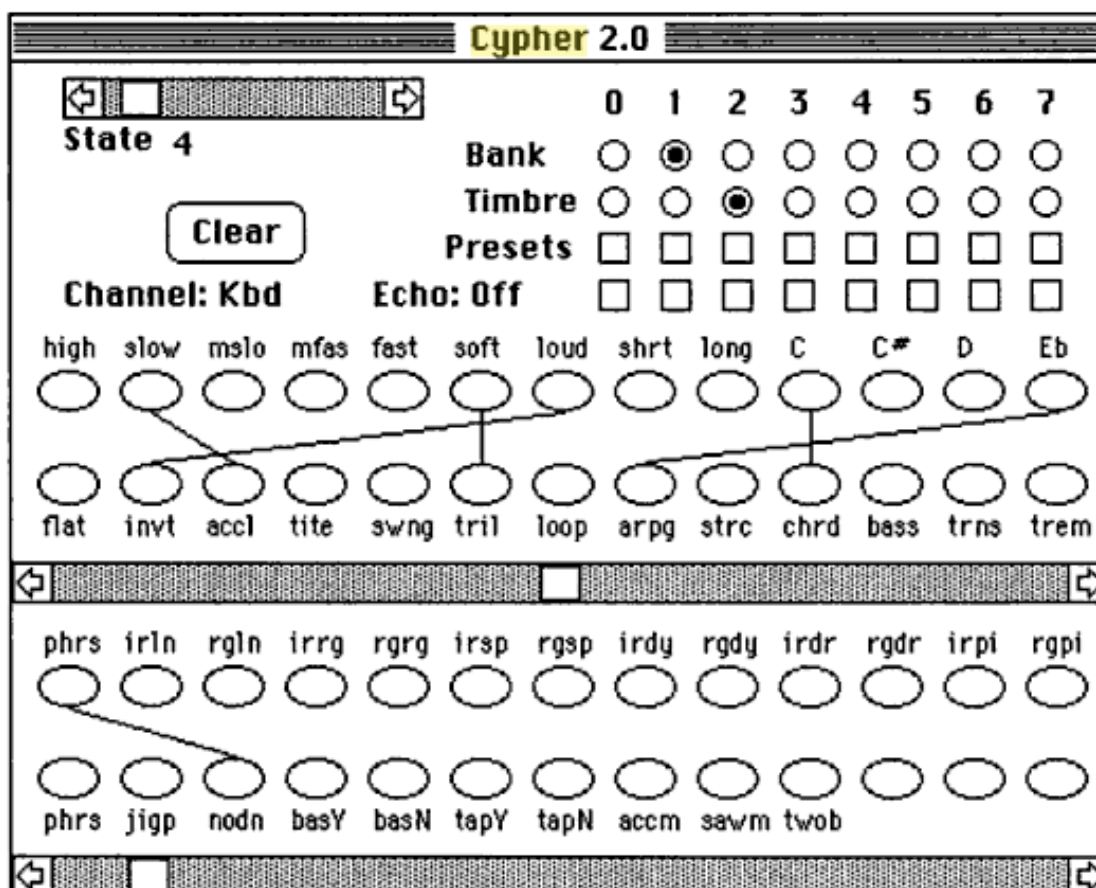 Cypher 2.0
0 1 2 3 4 5 6 7
State 4
Bank
Timbre
Clear
Presets
Channel: Kbd Echo: Off
high slow mslo mfas fast soft loud shrt long C C# D Eb
flat invt accl tite swng tril loop arpg strc chrd bass trns trem
phrs irln rgln irrg rgrg irsp rgsp irdy rgdy irdr rgdr irpi rgpi
phrs jigp nodn basY basN tapY tapN accm sawm twob